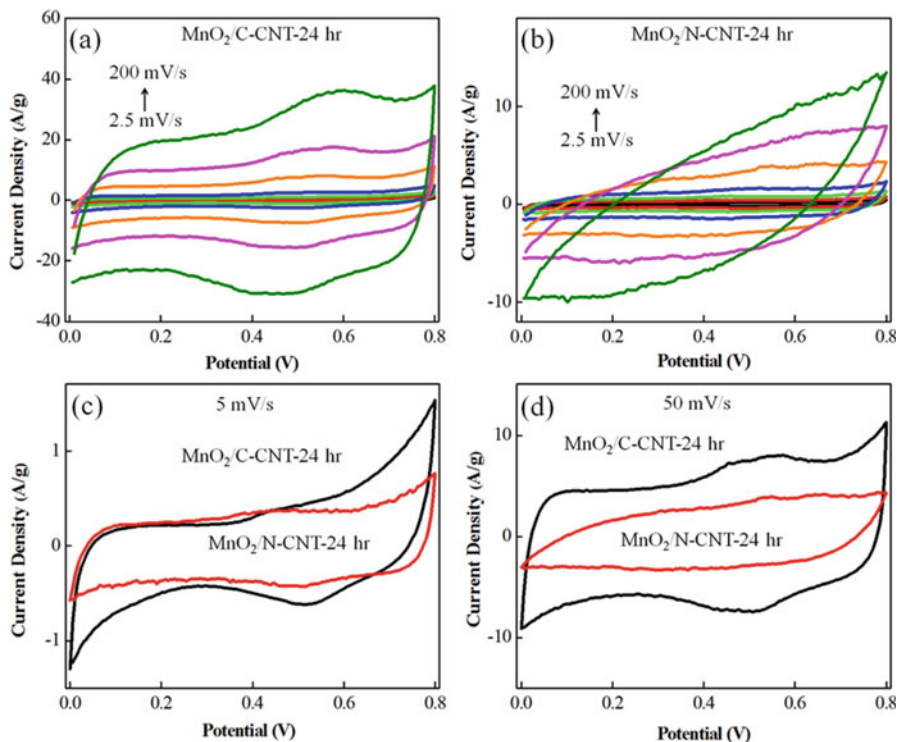 (a)
MnO₂/C-CNT-24 hr
200 mV/s
2.5 mV/s
Current Density (A/g)
60
40
20
0
-20
-40
0.0 0.2 0.4 0.6 0.8
Potential (V)
(b)
MnO₂/N-CNT-24 hr
200 mV/s
2.5 mV/s
Current Density (A/g)
10
0
-10
0.0 0.2 0.4 0.6 0.8
Potential (V)
(c)
5 mV/s
MnO₂/C-CNT-24 hr
MnO₂/N-CNT-24 hr
Current Density (A/g)
1
0
-1
0.0 0.2 0.4 0.6 0.8
Potential (V)
(d)
50 mV/s
MnO₂/C-CNT-24 hr
MnO₂/N-CNT-24 hr
Current Density (A/g)
10
0
-10
0.0 0.2 0.4 0.6 0.8
Potential (V)